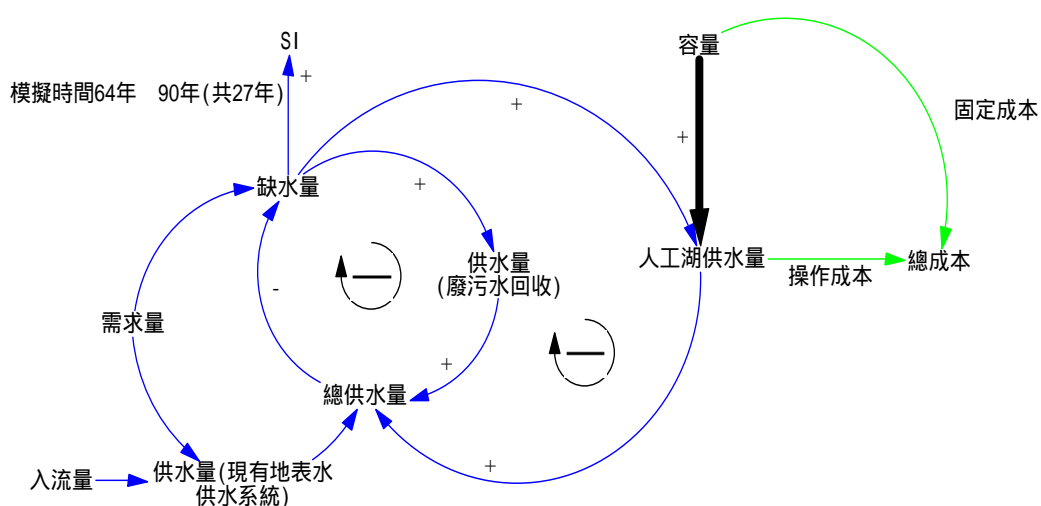 SI
容量
模擬時間64年 90年(共27年)
+
+
固定成本
+
+
缺水量
人工湖供水量
總成本
供水量
(廢污水回收)
操作成本
-
需求量
+
總供水量
+
入流量
供水量(現有地表水
供水系統)